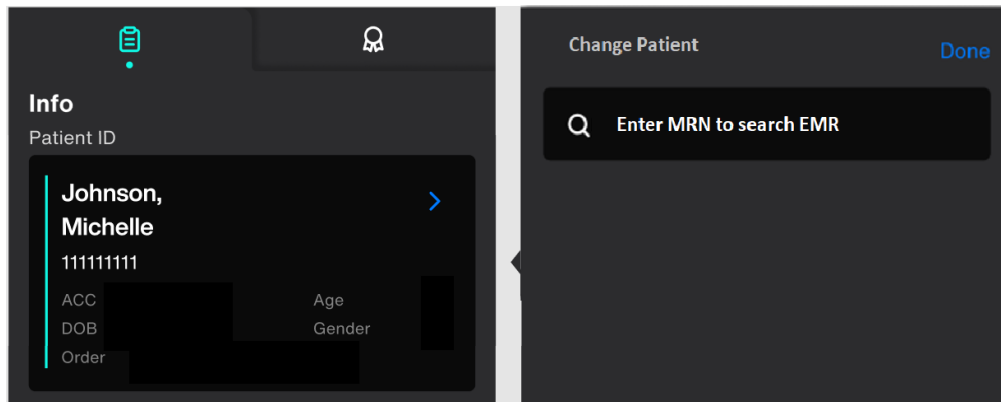 Info
Patient ID
Johnson,
Michelle
111111111
ACC
Age
DOB
Gender
Order
Change Patient
Done
Enter MRN to search EMR